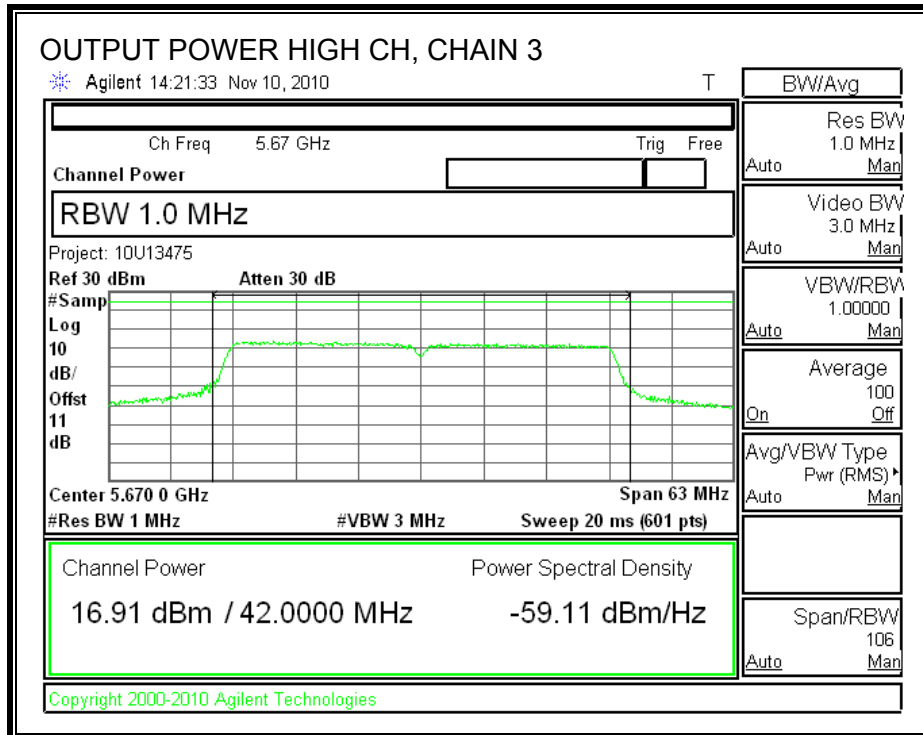 OUTPUT POWER HIGH CH, CHAIN 3
Agilent 14:21:33 Nov 10, 2010 T
BW/Avg
Ch Freq 5.67 GHz Trig Free
Channel Power
RBW 1.0 MHz
Project: 10U13475
Ref 30 dBm Atten 30 dB
#Samp
Log
10
dB/
Offst
11
dB
Center 5.670 0 GHz Span 63 MHz
#Res BW 1 MHz #VBW 3 MHz Sweep 20 ms (601 pts)
Channel Power Power Spectral Density
16.91 dBm / 42.0000 MHz -59.11 dBm/Hz
Copyright 2000-2010 Agilent Technologies
Res BW
1.0 MHz
Auto Man
Video BW
3.0 MHz
Auto Man
VBW/RBW
1.00000
Auto Man
Average
100
On Off
Avg/VBW Type
Pwr (RMS)
Auto Man
Span/RBW
106
Auto Man